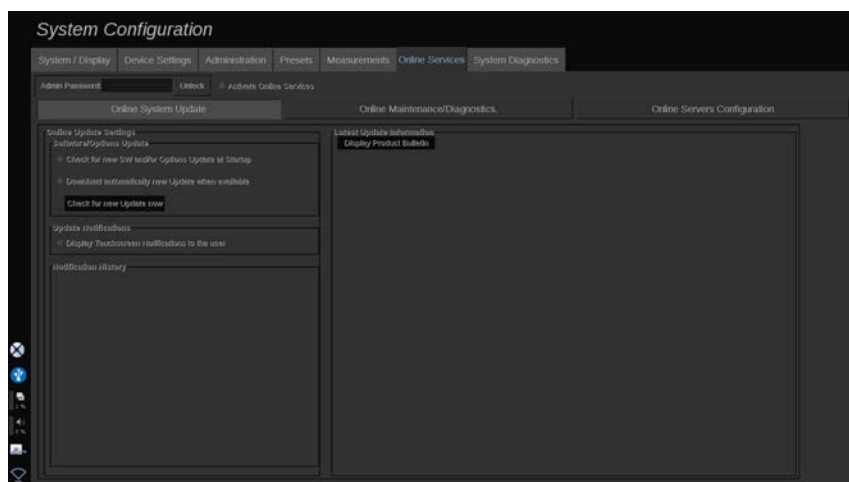 System Configuration
System / Display Device Settings Administration Presets Measurements Online Services System Diagnostics
Admin Password: Unlock Activate Online Services
Online System Update Online Maintenance/Diagnostics. Online Servers Configuration
Online Update Settings Latest Update Information
Software/Options Update Display Product Bulletin
Check for new SW and/or Options Update at Startup
Download automatically new Update when available
Check for new Update now
Update Notifications
Display Touchscreen Notifications to the user
Notification History